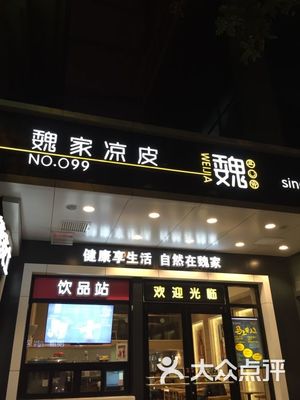 魏家凉皮
NO.099
WEIJIA
魏
sin
健康享生活 自然在魏家
饮品站
欢迎光临
大众点评